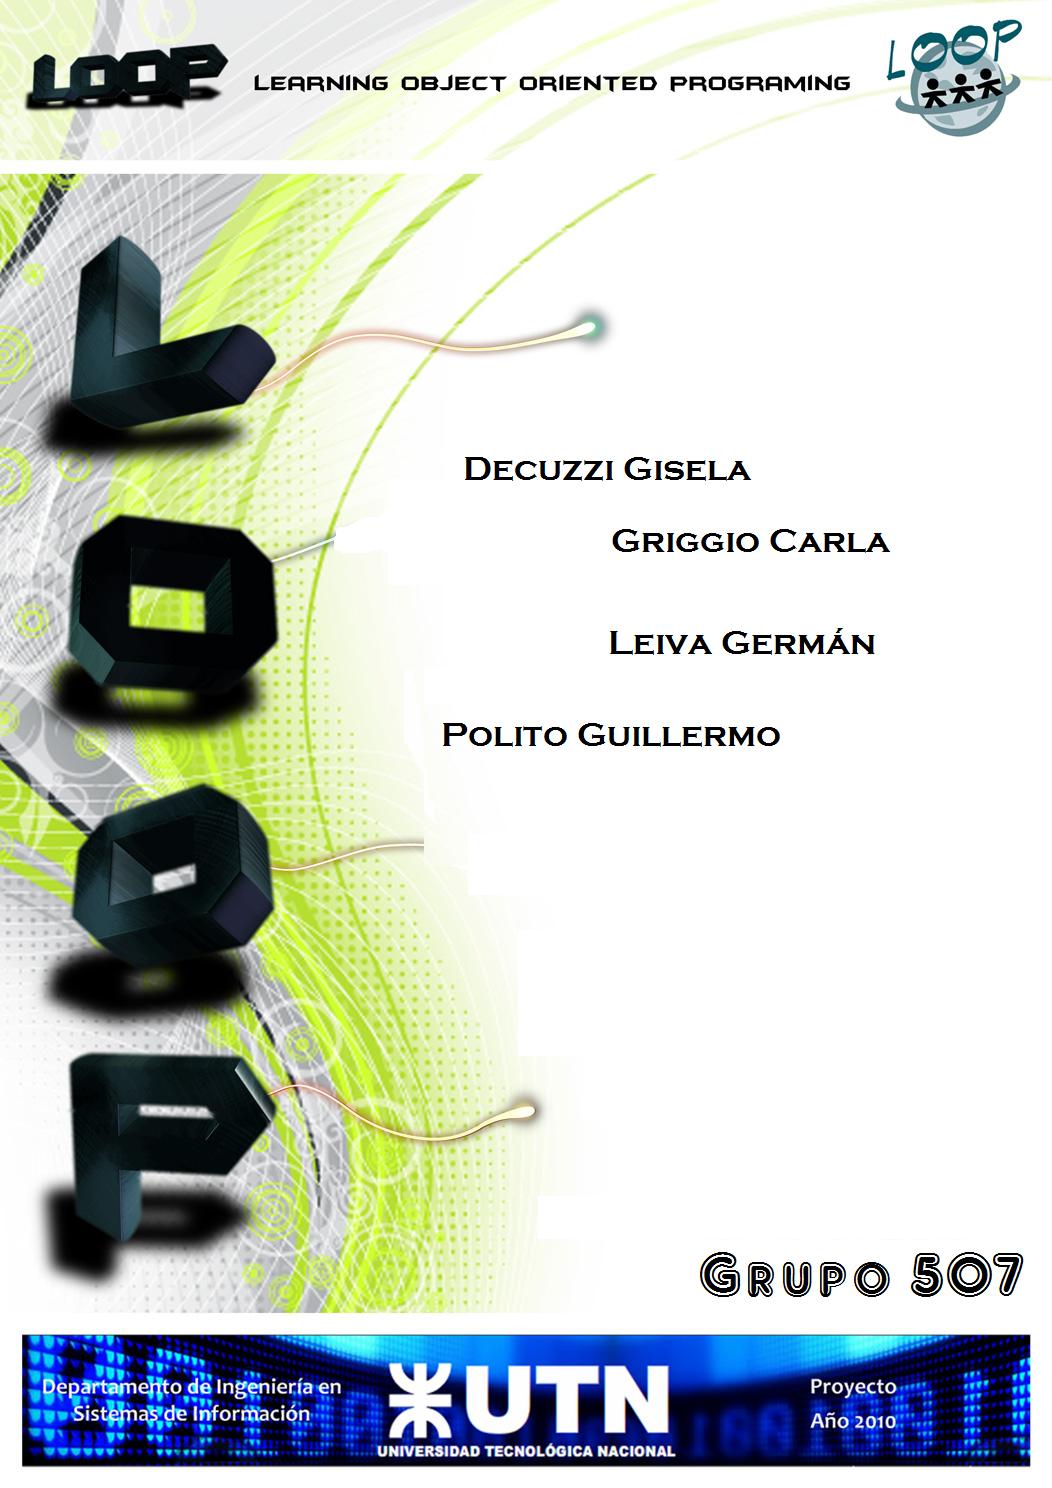 LOOP
LEARNING OBJECT ORIENTED PROGRAMING
LOOP
LOOP
DECUZZI GISELA
GRIGGIO CARLA
LEIVA GERMÁN
POLITO GUILLERMO
GRUPO 507
Departamento de Ingeniería en
Sistemas de Información
UTN
UNIVERSIDAD TECNOLÓGICA NACIONAL
Proyecto
Año 2010